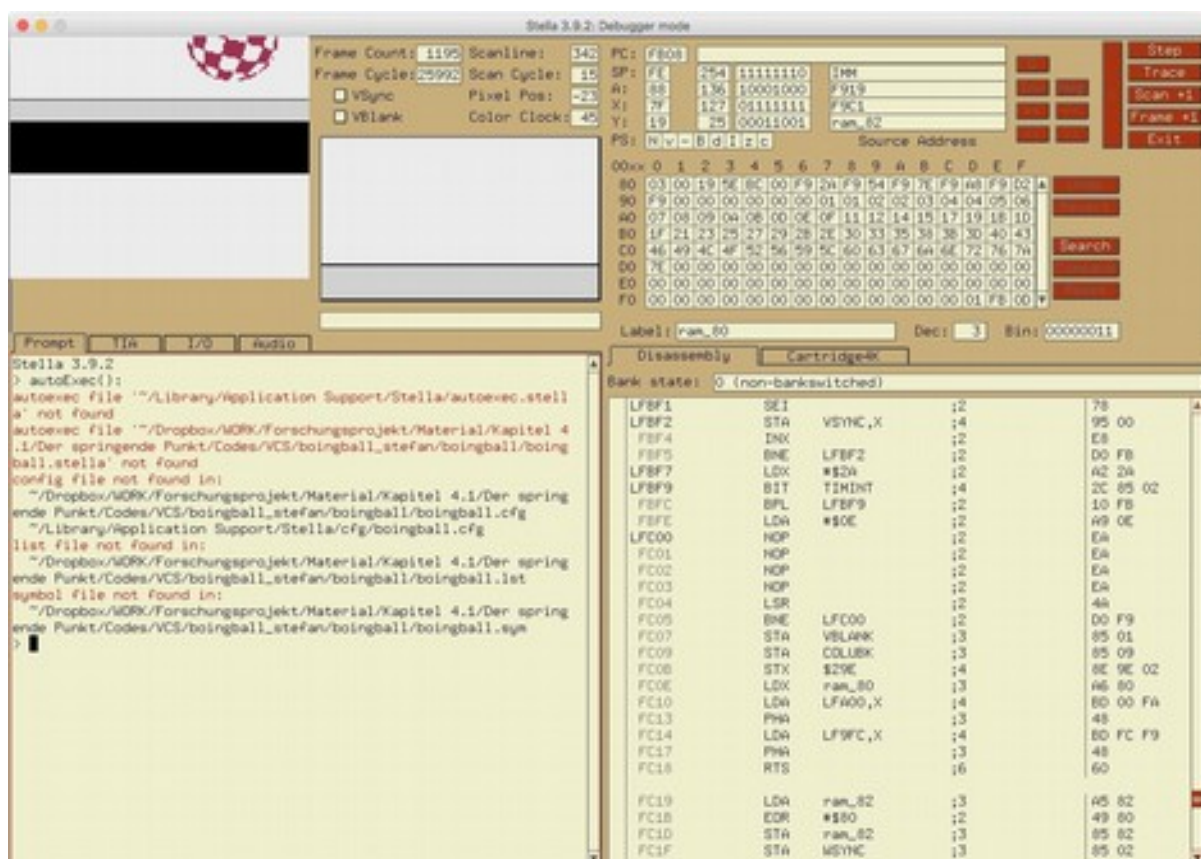 Stella 3.9.2: Debugger mode
Frame Count: 1195 Scanline: 342
Frame Cycle: 25992 Scan Cycle: 15
VSync Pixel Pos: -23
VBlank Color Clock: 45
PC: F808
SP: FE 254 11111110 IMM
A: 88 136 10001000 F919
X: 7F 127 01111111 F9C1
Y: 19 25 00011001 ram_82
PS: N v - B d I z c Source Address
Step
Trace
Scan +1
Frame +1
Exit
00xx 0 1 2 3 4 5 6 7 8 9 A B C D E F
80 03 00 19 5E BC 00 F9 2A F9 54 F9 7E F9 A8 F9 D2
90 F9 00 00 00 00 00 01 01 02 02 03 04 04 05 06
A0 07 08 09 0A 0B 0D 0E 0F 11 12 14 15 17 19 1B 1D
B0 1F 21 23 25 27 29 2B 2E 30 33 35 38 3B 3D 40 43
C0 46 49 4C 4F 52 56 59 5C 60 63 67 6A 6E 72 76 7A
D0 7E 00 00 00 00 00 00 00 00 00 00 00 00 00 00 00
E0 00 00 00 00 00 00 00 00 00 00 00 00 00 00 00 00
F0 00 00 00 00 00 00 00 00 00 00 00 00 01 FB 0D
Search
Label: ram_80 Dec: 3 Bin: 00000011
Prompt TIA I/O Audio
Stella 3.9.2
> autoExec():
autoexec file '~/Library/Application Support/Stella/autoexec.stell
a' not found
autoexec file '~/Dropbox/WORK/Forschungsprojekt/Material/Kapitel 4
.1/Der springende Punkt/Codes/VCS/boingball_stefan/boingball/boing
ball.stella' not found
config file not found in:
~/Dropbox/WORK/Forschungsprojekt/Material/Kapitel 4.1/Der spring
ende Punkt/Codes/VCS/boingball_stefan/boingball/boingball.cfg
~/Library/Application Support/Stella/cfg/boingball.cfg
list file not found in:
~/Dropbox/WORK/Forschungsprojekt/Material/Kapitel 4.1/Der spring
ende Punkt/Codes/VCS/boingball_stefan/boingball/boingball.lst
symbol file not found in:
~/Dropbox/WORK/Forschungsprojekt/Material/Kapitel 4.1/Der spring
ende Punkt/Codes/VCS/boingball_stefan/boingball/boingball.sym
>
Disassembly Cartridge4K
Bank state: 0 (non-bankswitched)
LFBF1 SEI ;2 78
LFBF2 STA VSYNC,X ;4 95 00
FBF4 INX ;2 E8
FBF5 BNE LFBF2 ;2 D0 FB
LFBF7 LDX #$2A ;2 A2 2A
LFBF9 BIT TIMINT ;4 2C 85 02
FBFC BPL LFBF9 ;2 10 FB
FBFE LDA #$0E ;2 A9 0E
LFC00 NOP ;2 EA
FC01 NOP ;2 EA
FC02 NOP ;2 EA
FC03 NOP ;2 EA
FC04 LSR ;2 4A
FC05 BNE LFC00 ;2 D0 F9
FC07 STA VBLANK ;3 85 01
FC09 STA COLUBK ;3 85 09
FC0B STX $29E ;4 8E 9E 02
FC0E LDX ram_80 ;3 A6 80
FC10 LDA LFA00,X ;4 BD 00 FA
FC13 PHA ;3 48
FC14 LDA LF9FC,X ;4 BD FC F9
FC17 PHA ;3 48
FC18 RTS ;6 60
FC19 LDA ram_82 ;3 A5 82
FC1B EOR #$80 ;2 49 80
FC1D STA ram_82 ;3 85 82
FC1F STA WSYNC ;3 85 02